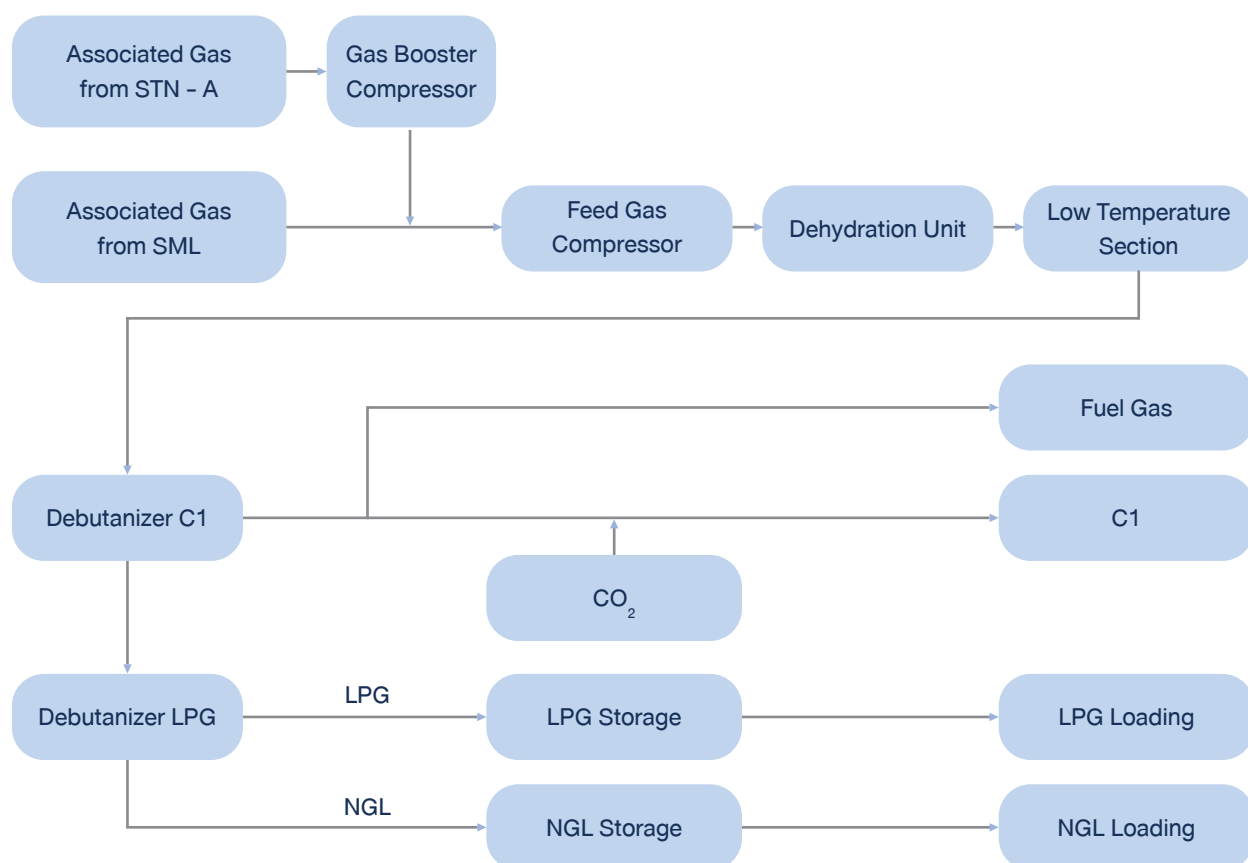 Associated Gas
from STN - A
Gas Booster
Compressor
Associated Gas
from SML
Feed Gas
Compressor
Dehydration Unit
Low Temperature
Section
Fuel Gas
Debutanizer C1
C1
CO₂
Debutanizer LPG
LPG
LPG Storage
LPG Loading
NGL
NGL Storage
NGL Loading